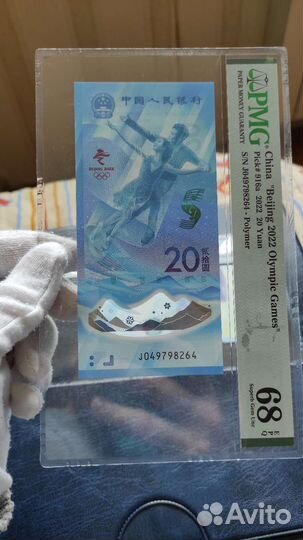 中国人民银行
BEIJING 2022
20
贰拾圆
J049798264
PMG
PAPER MONEY GUARANTY
China "Beijing 2022 Olympic Games"
Pick# 916a 2022 20 Yuan
S/N J049798264 - Polymer
68 EPQ
Superb Gem Unc
Avito